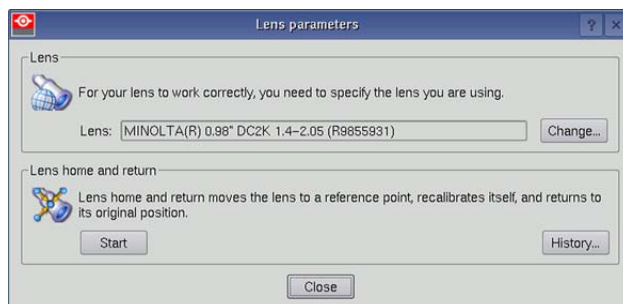 Lens parameters
? ×
Lens
For your lens to work correctly, you need to specify the lens you are using.
Lens: MINOLTA(R) 0.98" DC2K 1.4-2.05 (R9855931) Change...
Lens home and return
Lens home and return moves the lens to a reference point, recalibrates itself, and returns to
its original position.
Start History...
Close